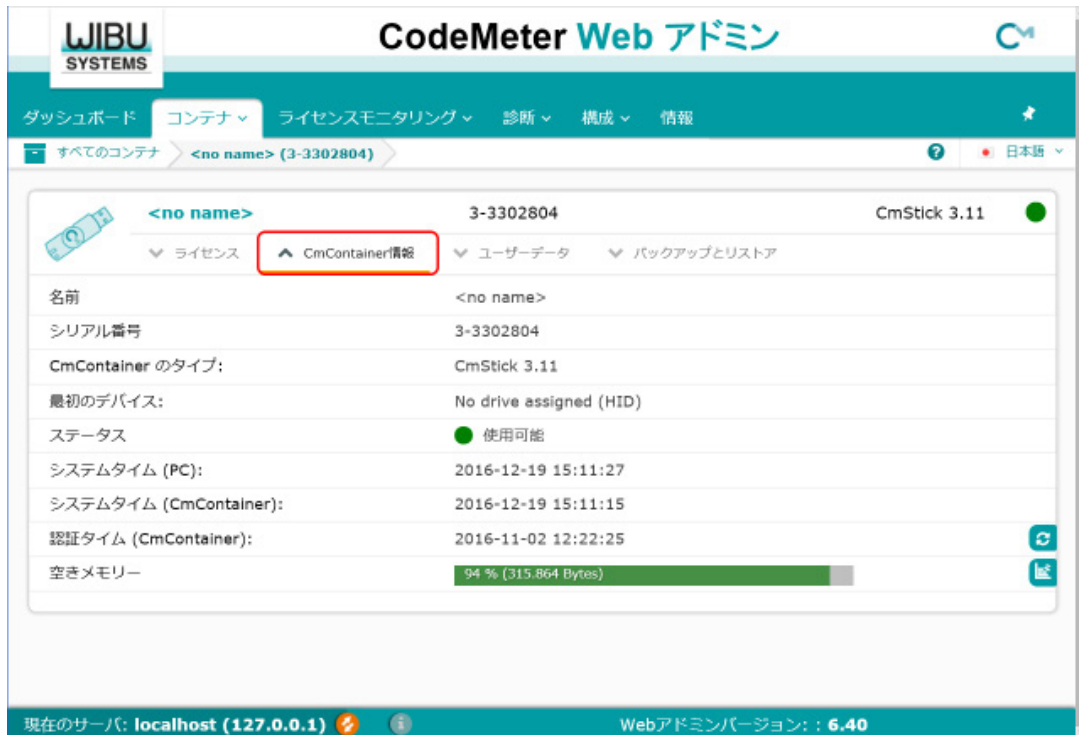 WIBU
SYSTEMS
CodeMeter Web アドミン
ダッシュボード コンテナ ライセンスモニタリング 診断 構成 情報
すべてのコンテナ <no name> (3-3302804) 日本語
<no name> 3-3302804 CmStick 3.11
ライセンス CmContainer情報 ユーザーデータ バックアップとリストア
名前 <no name>
シリアル番号 3-3302804
CmContainer のタイプ: CmStick 3.11
最初のデバイス: No drive assigned (HID)
ステータス 使用可能
システムタイム (PC): 2016-12-19 15:11:27
システムタイム (CmContainer): 2016-12-19 15:11:15
認証タイム (CmContainer): 2016-11-02 12:22:25
空きメモリー 94 % (315.864 Bytes)
現在のサーバ: localhost (127.0.0.1) Webアドミンバージョン: : 6.40